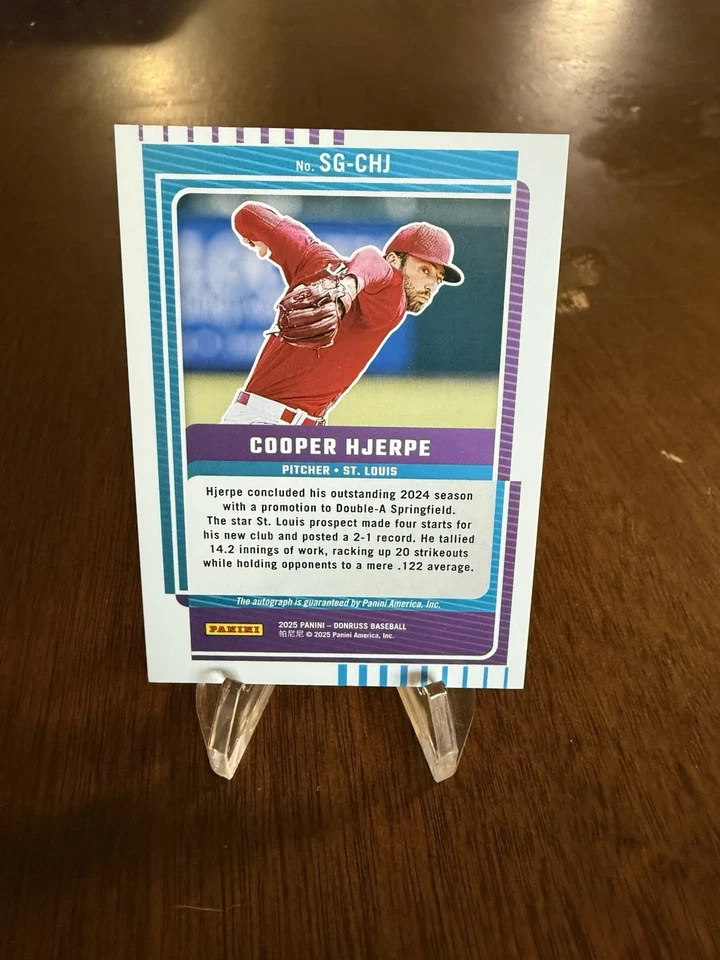 No. SG-CHJ
COOPER HJERPE
PITCHER • ST. LOUIS
Hjerpe concluded his outstanding 2024 season
with a promotion to Double-A Springfield.
The star St. Louis prospect made four starts for
his new club and posted a 2-1 record. He tallied
14.2 innings of work, racking up 20 strikeouts
while holding opponents to a mere .122 average.
The autograph is guaranteed by Panini America, Inc.
PANINI
2025 PANINI – DONRUSS BASEBALL
帕尼尼 © 2025 Panini America, Inc.